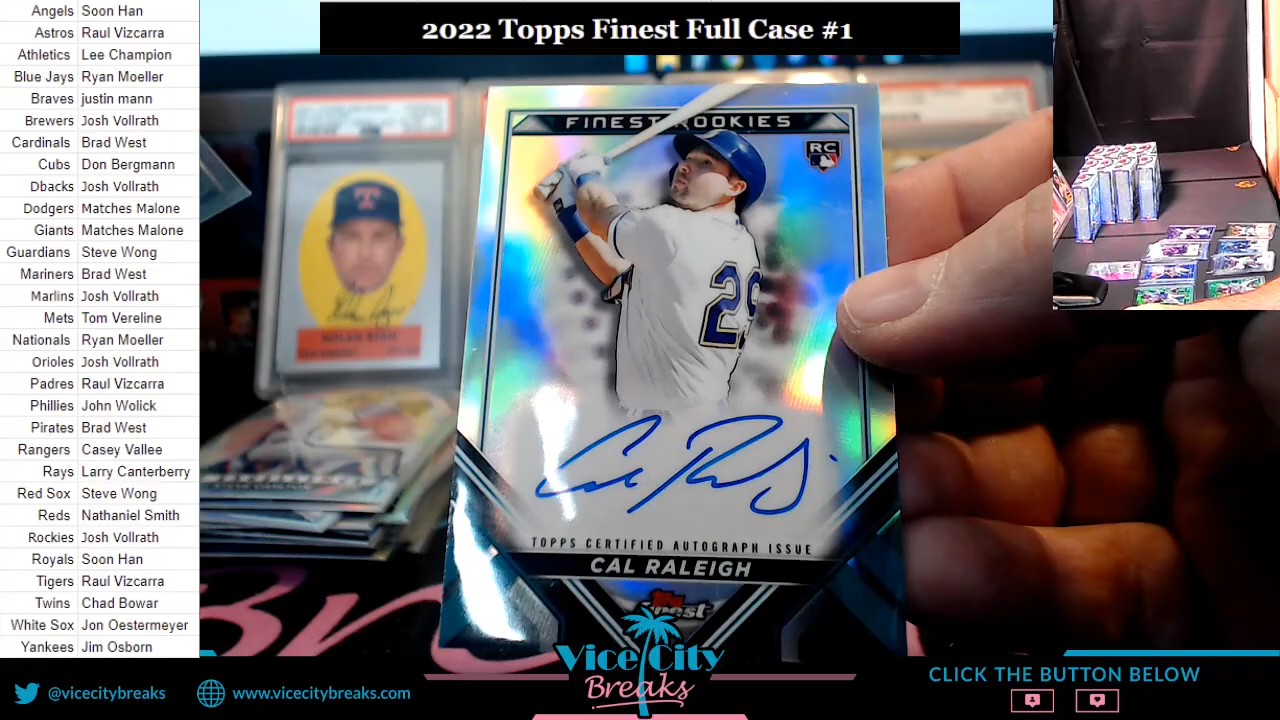 2022 Topps Finest Full Case #1
Angels Soon Han
Astros Raul Vizcarra
Athletics Lee Champion
Blue Jays Ryan Moeller
Braves justin mann
Brewers Josh Vollrath
Cardinals Brad West
Cubs Don Bergmann
Dbacks Josh Vollrath
Dodgers Matches Malone
Giants Matches Malone
Guardians Steve Wong
Mariners Brad West
Marlins Josh Vollrath
Mets Tom Vereline
Nationals Ryan Moeller
Orioles Josh Vollrath
Padres Raul Vizcarra
Phillies John Wolick
Pirates Brad West
Rangers Casey Vallee
Rays Larry Canterberry
Red Sox Steve Wong
Reds Nathaniel Smith
Rockies Josh Vollrath
Royals Soon Han
Tigers Raul Vizcarra
Twins Chad Bowar
White Sox Jon Oestermeyer
Yankees Jim Osborn
FINEST ROOKIES
RC
29
TOPPS CERTIFIED AUTOGRAPH ISSUE
CAL RALEIGH
Finest
T
NOLAN RYAN
Vice City
Breaks
@vicecitybreaks
www.vicecitybreaks.com
CLICK THE BUTTON BELOW